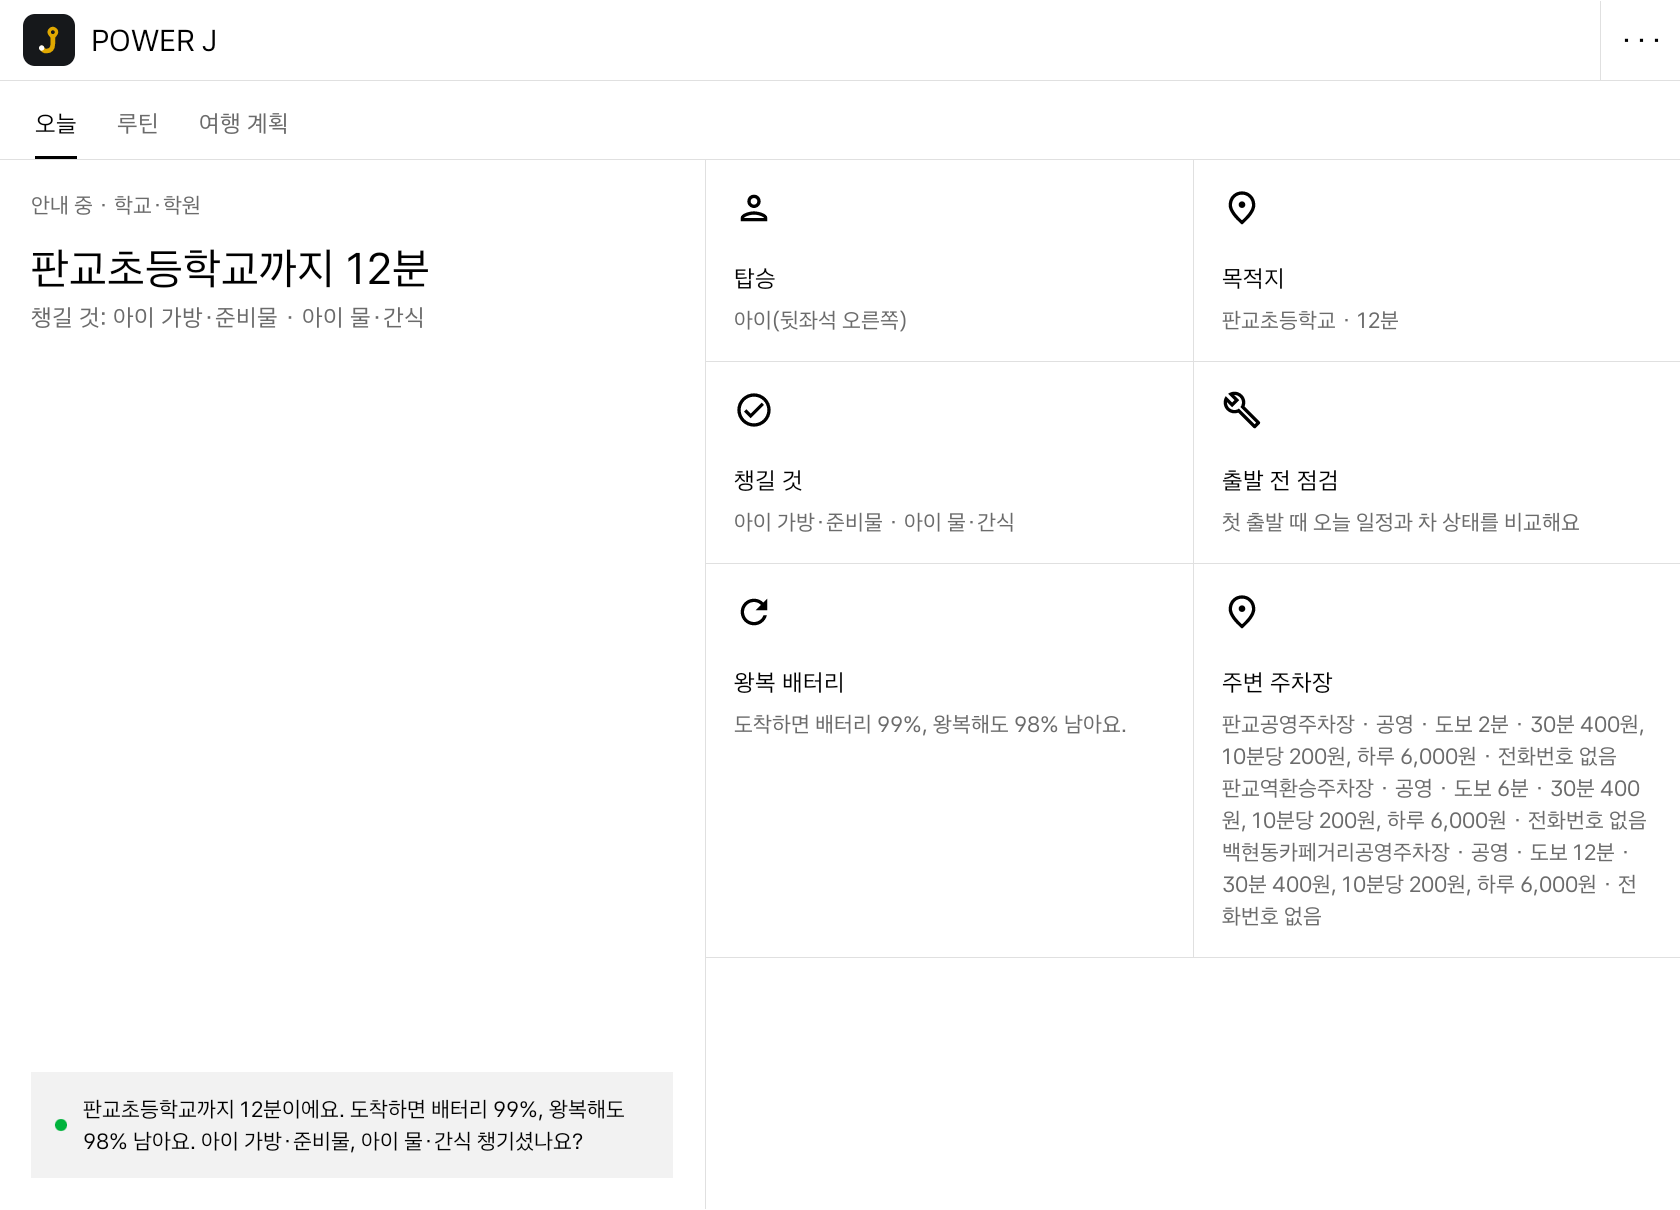 POWER J
···
오늘
루틴
여행 계획
안내 중 · 학교·학원
판교초등학교까지 12분
챙길 것: 아이 가방·준비물 · 아이 물·간식
탑승
아이(뒷좌석 오른쪽)
목적지
판교초등학교 · 12분
챙길 것
아이 가방·준비물 · 아이 물·간식
출발 전 점검
첫 출발 때 오늘 일정과 차 상태를 비교해요
왕복 배터리
도착하면 배터리 99%, 왕복해도 98% 남아요.
주변 주차장
판교공영주차장 · 공영 · 도보 2분 · 30분 400원,
10분당 200원, 하루 6,000원 · 전화번호 없음
판교역환승주차장 · 공영 · 도보 6분 · 30분 400
원, 10분당 200원, 하루 6,000원 · 전화번호 없음
백현동카페거리공영주차장 · 공영 · 도보 12분 ·
30분 400원, 10분당 200원, 하루 6,000원 · 전
화번호 없음
판교초등학교까지 12분이에요. 도착하면 배터리 99%, 왕복해도
98% 남아요. 아이 가방·준비물, 아이 물·간식 챙기셨나요?